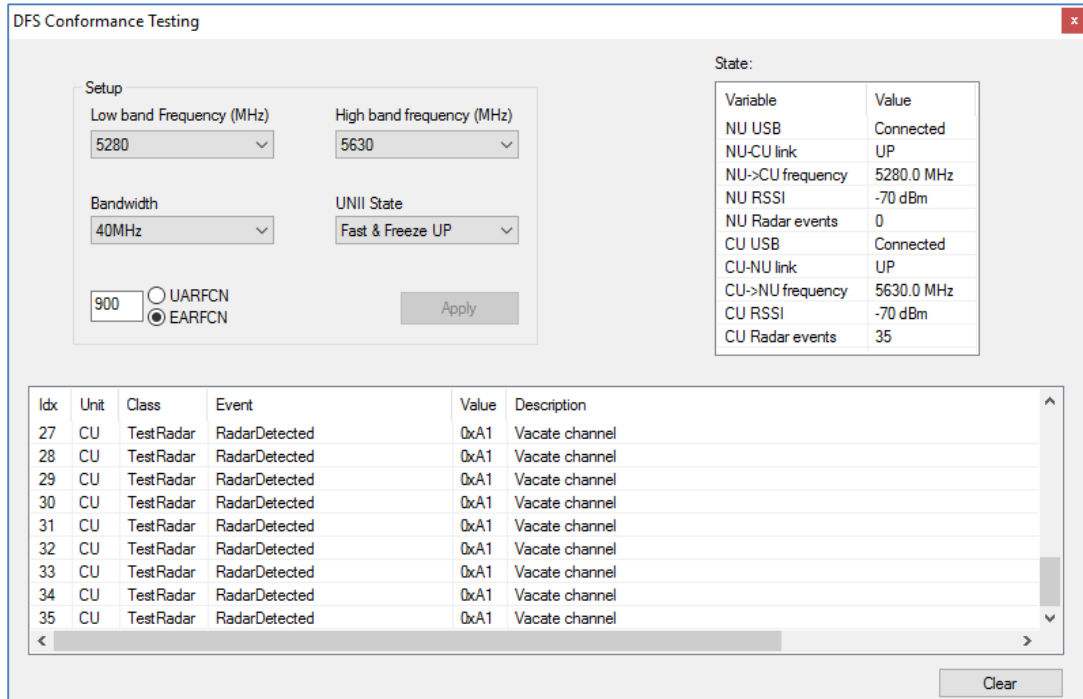 DFS Conformance Testing
x
Setup
Low band Frequency (MHz) High band frequency (MHz)
5280 5630
Bandwidth UNII State
40MHz Fast & Freeze UP
900 UARFCN
EARFCN
Apply
State:
Variable Value
NU USB Connected
NU-CU link UP
NU->CU frequency 5280.0 MHz
NU RSSI -70 dBm
NU Radar events 0
CU USB Connected
CU-NU link UP
CU->NU frequency 5630.0 MHz
CU RSSI -70 dBm
CU Radar events 35
Idx Unit Class Event Value Description
27 CU TestRadar RadarDetected 0xA1 Vacate channel
28 CU TestRadar RadarDetected 0xA1 Vacate channel
29 CU TestRadar RadarDetected 0xA1 Vacate channel
30 CU TestRadar RadarDetected 0xA1 Vacate channel
31 CU TestRadar RadarDetected 0xA1 Vacate channel
32 CU TestRadar RadarDetected 0xA1 Vacate channel
33 CU TestRadar RadarDetected 0xA1 Vacate channel
34 CU TestRadar RadarDetected 0xA1 Vacate channel
35 CU TestRadar RadarDetected 0xA1 Vacate channel
Clear